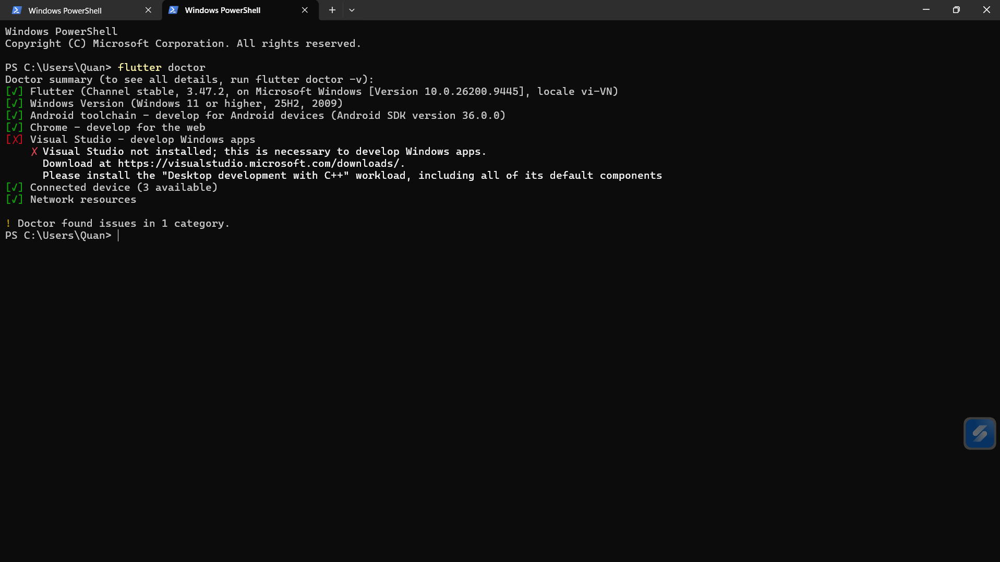 Windows PowerShell
Windows PowerShell
Windows PowerShell
Copyright (C) Microsoft Corporation. All rights reserved.
PS C:\Users\Quan> flutter doctor
Doctor summary (to see all details, run flutter doctor -v):
[√] Flutter (Channel stable, 3.47.2, on Microsoft Windows [Version 10.0.26200.9445], locale vi-VN)
[√] Windows Version (Windows 11 or higher, 25H2, 2009)
[√] Android toolchain - develop for Android devices (Android SDK version 36.0.0)
[√] Chrome - develop for the web
[X] Visual Studio - develop Windows apps
X Visual Studio not installed; this is necessary to develop Windows apps.
Download at https://visualstudio.microsoft.com/downloads/.
Please install the "Desktop development with C++" workload, including all of its default components
[√] Connected device (3 available)
[√] Network resources
! Doctor found issues in 1 category.
PS C:\Users\Quan>